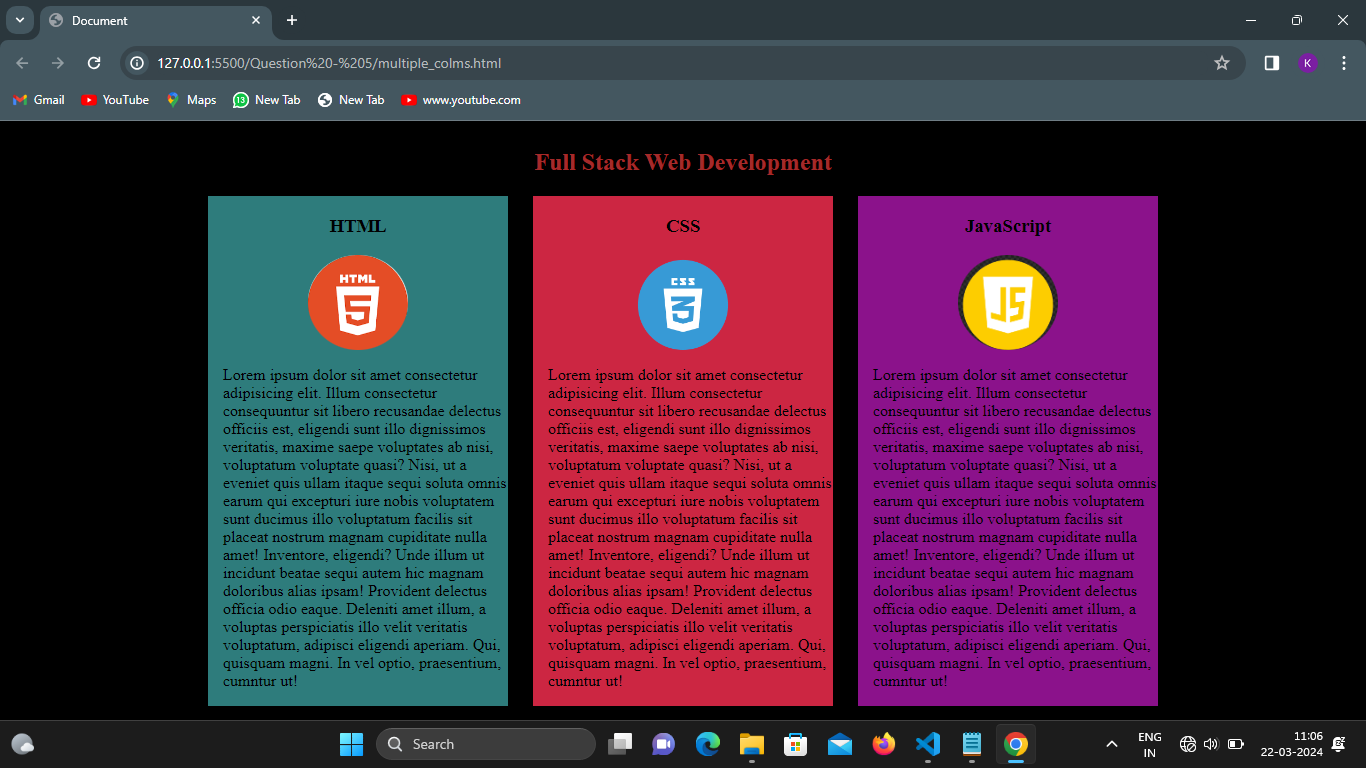 Document
127.0.0.1:5500/Question%20-%205/multiple_colms.html
K
Gmail
YouTube
Maps
13
New Tab
New Tab
www.youtube.com
Full Stack Web Development
HTML
HTML
5
Lorem ipsum dolor sit amet consectetur
adipisicing elit. Illum consectetur
consequuntur sit libero recusandae delectus
officiis est, eligendi sunt illo dignissimos
veritatis, maxime saepe voluptates ab nisi,
voluptatum voluptate quasi? Nisi, ut a
eveniet quis ullam itaque sequi soluta omnis
earum qui excepturi iure nobis voluptatem
sunt ducimus illo voluptatum facilis sit
placeat nostrum magnam cupiditate nulla
amet! Inventore, eligendi? Unde illum ut
incidunt beatae sequi autem hic magnam
doloribus alias ipsam! Provident delectus
officia odio eaque. Deleniti amet illum, a
voluptas perspiciatis illo velit veritatis
voluptatum, adipisci eligendi aperiam. Qui,
quisquam magni. In vel optio, praesentium,
cumntur ut!
CSS
CSS
3
Lorem ipsum dolor sit amet consectetur
adipisicing elit. Illum consectetur
consequuntur sit libero recusandae delectus
officiis est, eligendi sunt illo dignissimos
veritatis, maxime saepe voluptates ab nisi,
voluptatum voluptate quasi? Nisi, ut a
eveniet quis ullam itaque sequi soluta omnis
earum qui excepturi iure nobis voluptatem
sunt ducimus illo voluptatum facilis sit
placeat nostrum magnam cupiditate nulla
amet! Inventore, eligendi? Unde illum ut
incidunt beatae sequi autem hic magnam
doloribus alias ipsam! Provident delectus
officia odio eaque. Deleniti amet illum, a
voluptas perspiciatis illo velit veritatis
voluptatum, adipisci eligendi aperiam. Qui,
quisquam magni. In vel optio, praesentium,
cumntur ut!
JavaScript
JS
Lorem ipsum dolor sit amet consectetur
adipisicing elit. Illum consectetur
consequuntur sit libero recusandae delectus
officiis est, eligendi sunt illo dignissimos
veritatis, maxime saepe voluptates ab nisi,
voluptatum voluptate quasi? Nisi, ut a
eveniet quis ullam itaque sequi soluta omnis
earum qui excepturi iure nobis voluptatem
sunt ducimus illo voluptatum facilis sit
placeat nostrum magnam cupiditate nulla
amet! Inventore, eligendi? Unde illum ut
incidunt beatae sequi autem hic magnam
doloribus alias ipsam! Provident delectus
officia odio eaque. Deleniti amet illum, a
voluptas perspiciatis illo velit veritatis
voluptatum, adipisci eligendi aperiam. Qui,
quisquam magni. In vel optio, praesentium,
cumntur ut!
Search
ENG
IN
11:06
22-03-2024